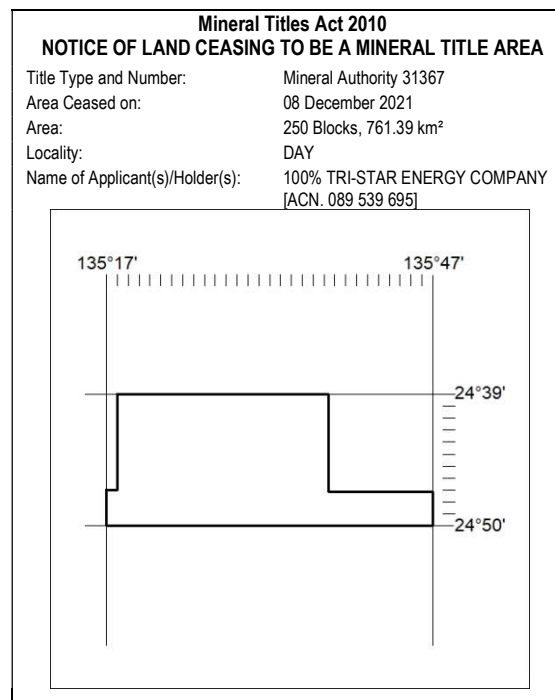 Mineral Titles Act 2010
NOTICE OF LAND CEASING TO BE A MINERAL TITLE AREA
Title Type and Number: Mineral Authority 31367
Area Ceased on: 08 December 2021
Area: 250 Blocks, 761.39 km²
Locality: DAY
Name of Applicant(s)/Holder(s): 100% TRI-STAR ENERGY COMPANY
[ACN. 089 539 695]
135°17' 135°47'
24°39'
24°50'